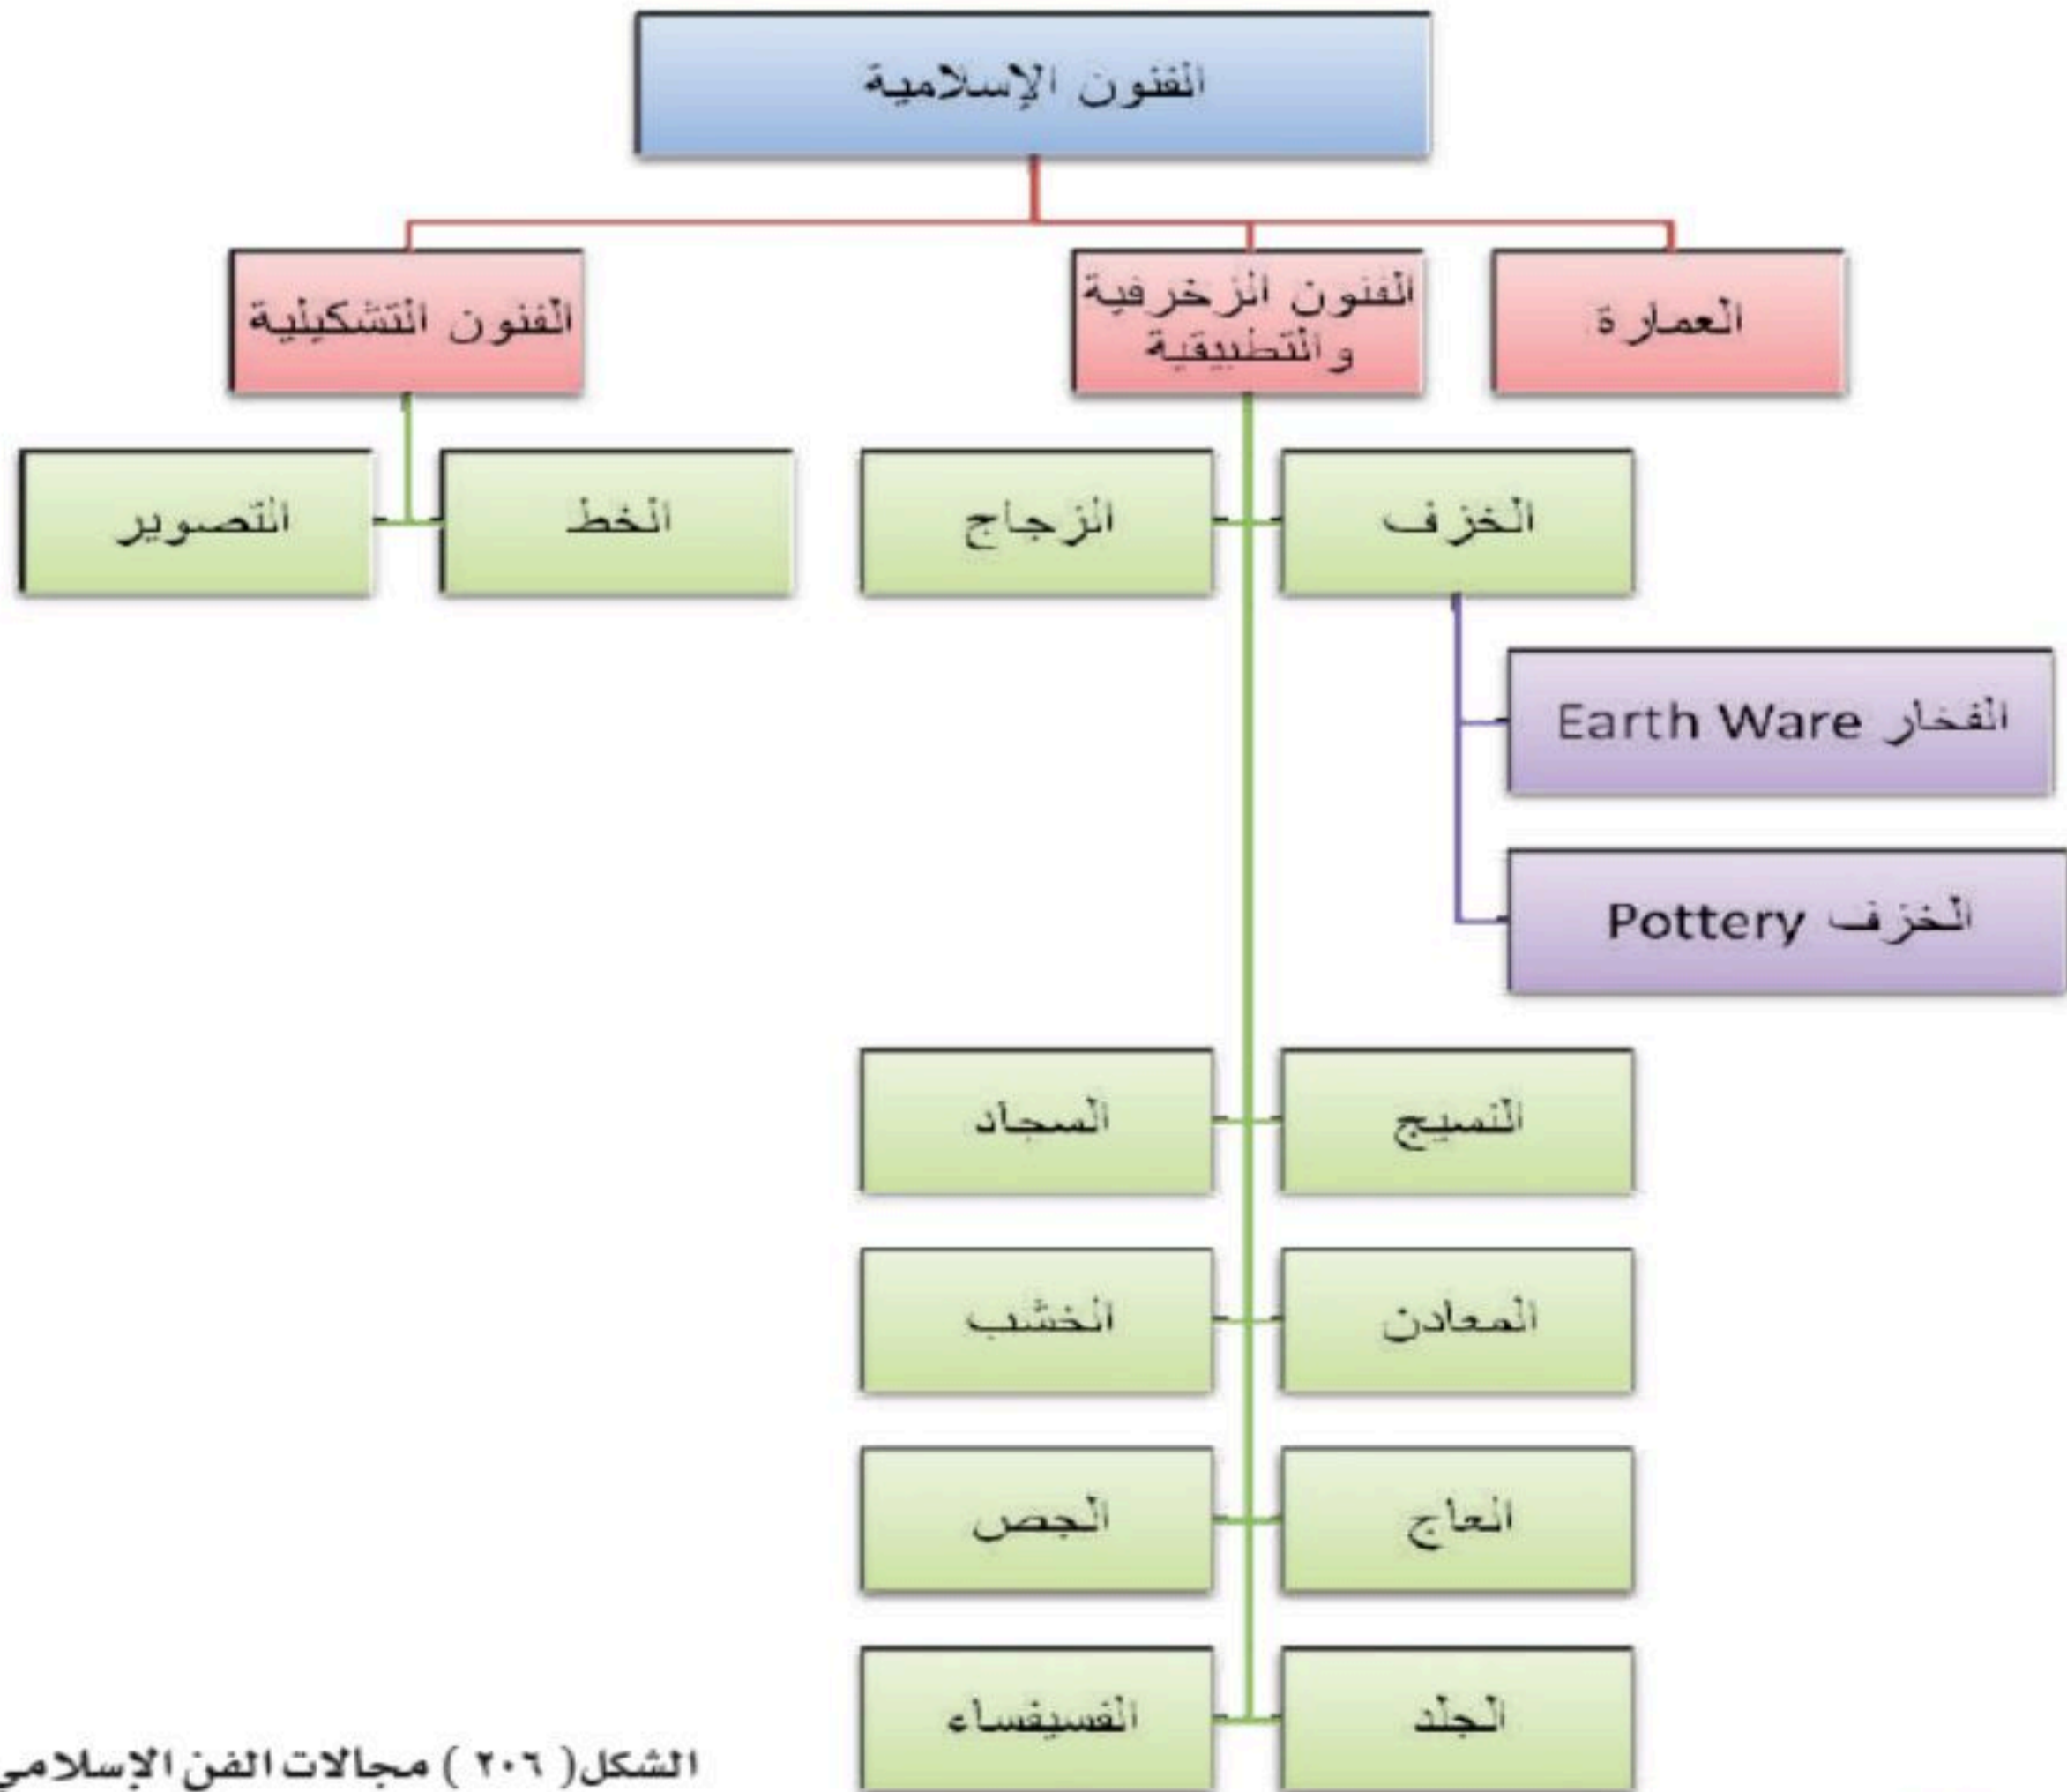 الفنون الإسلامية
العمارة
الفنون الزخرفية
والتطبيقية
الفنون التشكيلية
الخزف
الزجاج
الخط
التصوير
الفخار Earth Ware
الخزف Pottery
النسيج
السجاد
المعادن
الخشب
العاج
الجص
الجلد
الفسيفساء
الشكل( ٢٠٦ ) مجالات الفن الإسلامي